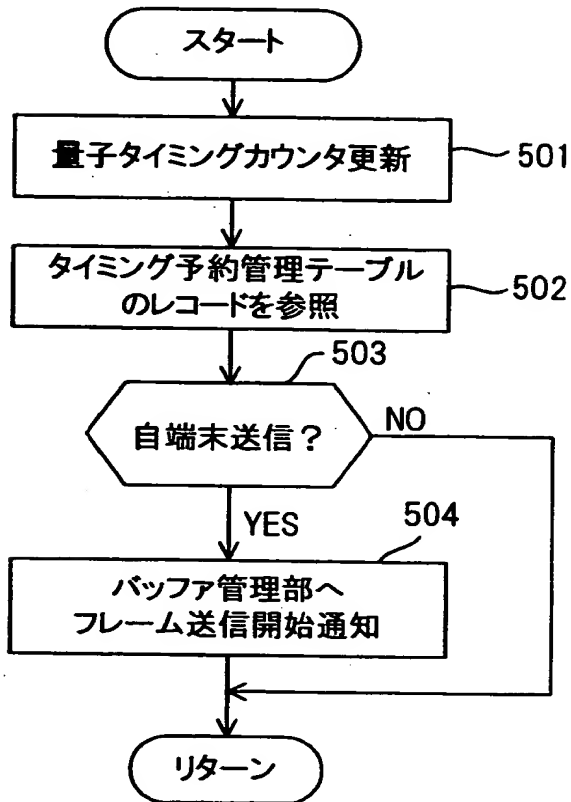 スタート
量子タイミングカウンタ更新
501
タイミング予約管理テーブル
のレコードを参照
502
503
自端末送信?
NO
YES
504
バッファ管理部へ
フレーム送信開始通知
リターン